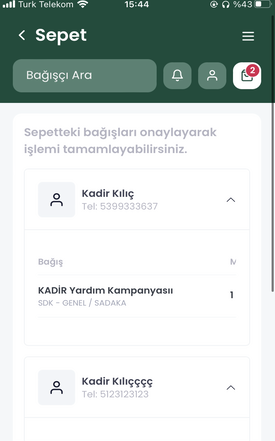 Turk Telekom
15:44
%43
Sepet
Bağışçı Ara
2
Sepetteki bağışları onaylayarak
işlemi tamamlayabilirsiniz.
Kadir Kılıç
Tel: 5399333637
Bağış M
KADİR Yardım Kampanyasıı 1
SDK - GENEL / SADAKA
Kadir Kılıçççç
Tel: 5123123123